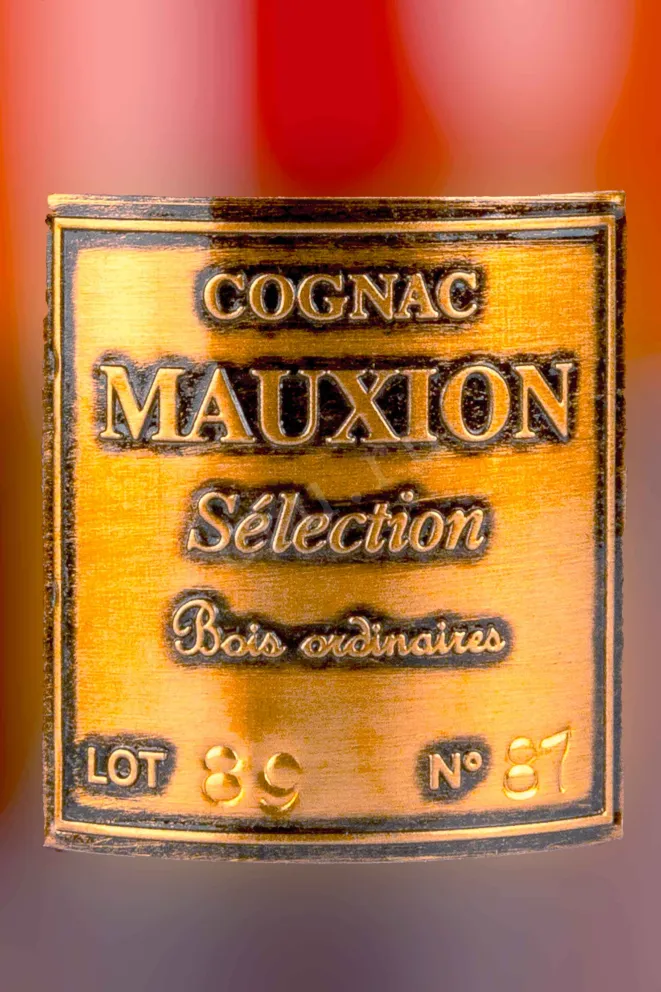 COGNAC
MAUXION
Sélection
Bois ordinaires
LOT 89 N° 87